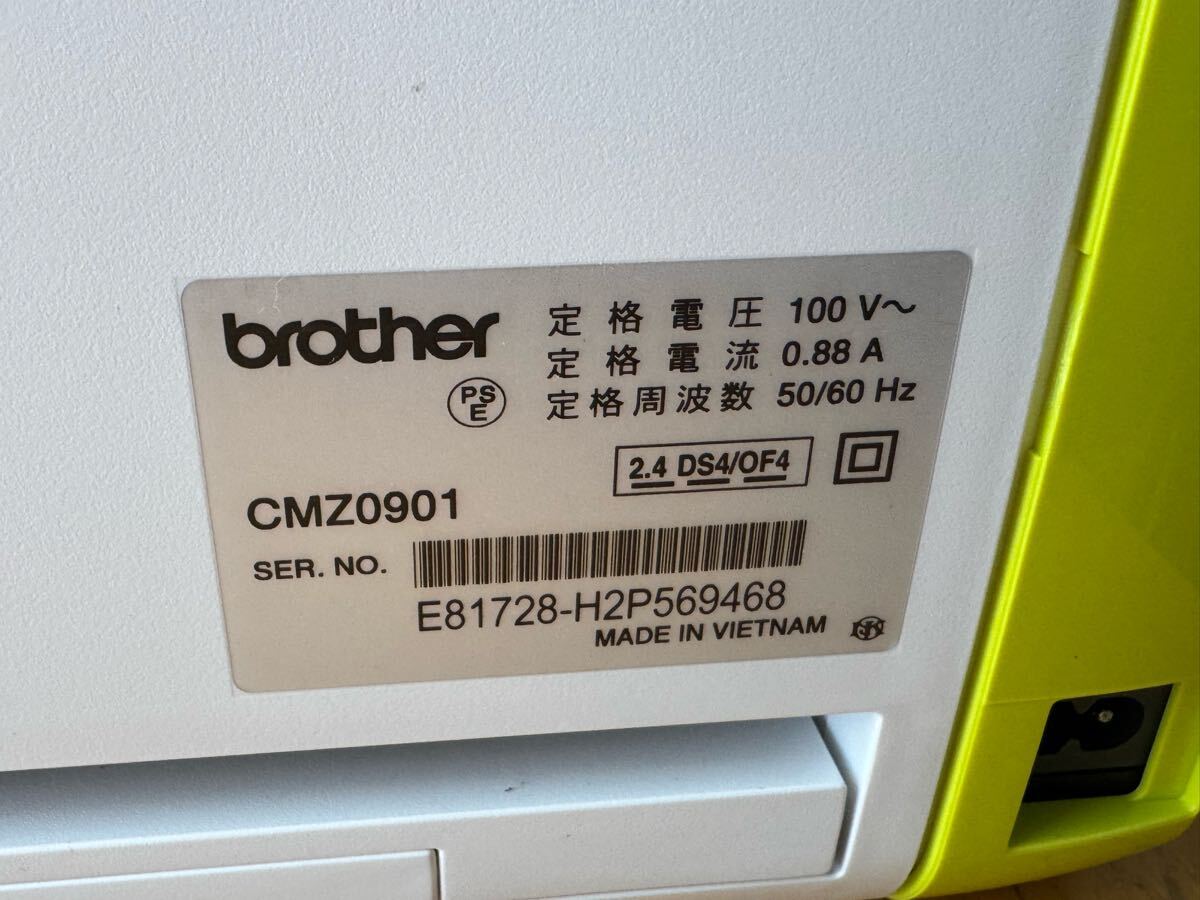 brother
PS
E
定格電圧 100 V～
定格電流 0.88 A
定格周波数 50/60 Hz
2.4 DS4/OF4
CMZ0901
SER. NO.
E81728-H2P569468
MADE IN VIETNAM